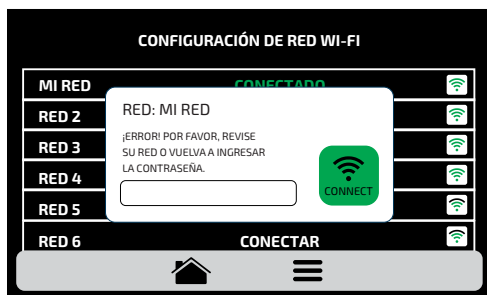 CONFIGURACIÓN DE RED WI-FI
MI RED CONECTADO
RED 2
RED 3
RED 4
RED 5
RED 6 CONECTAR
RED: MI RED
¡ERROR! POR FAVOR, REVISE
SU RED O VUELVA A INGRESAR
LA CONTRASEÑA.
CONNECT